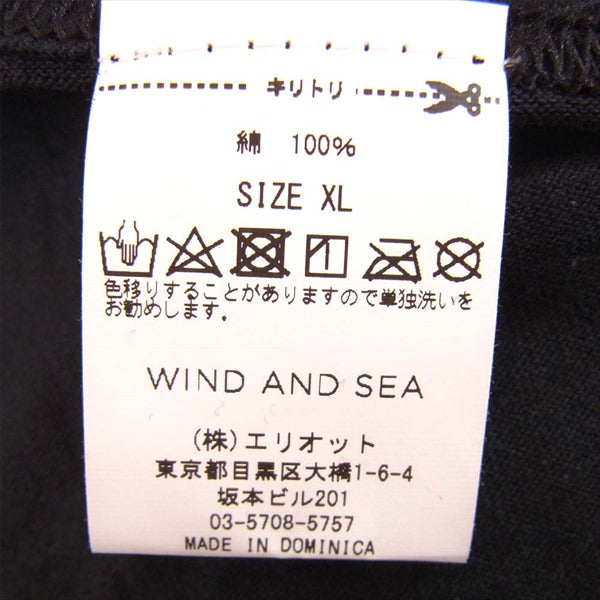 キリトリ
綿 100%
SIZE XL
色移りすることがありますので単独洗いを
お勧めします。
WIND AND SEA
(株)エリオット
東京都目黒区大橋1-6-4
坂本ビル201
03-5708-5757
MADE IN DOMINICA